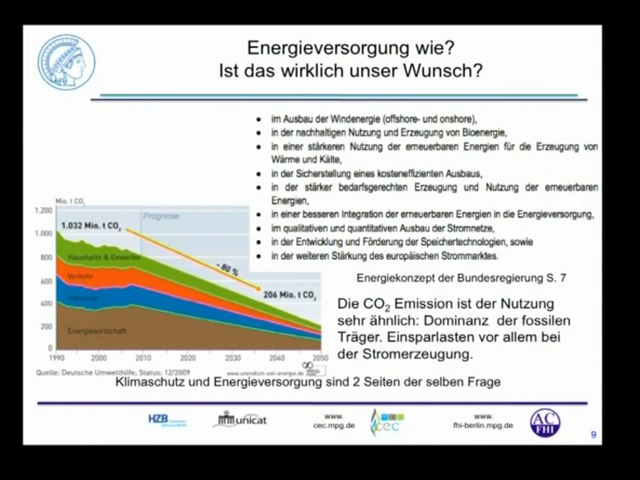 Energieversorgung wie?
Ist das wirklich unser Wunsch?
• im Ausbau der Windenergie (offshore- und onshore),
• in der nachhaltigen Nutzung und Erzeugung von Bioenergie,
• in einer stärkeren Nutzung der erneuerbaren Energien für die Erzeugung von
Wärme und Kälte,
• in der Sicherstellung eines kosteneffizienten Ausbaus,
• in der stärker bedarfsgerechten Erzeugung und Nutzung der erneuerbaren
Energien,
• in einer besseren Integration der erneuerbaren Energien in die Energieversorgung,
• im qualitativen und quantitativen Ausbau der Stromnetze,
• in der Entwicklung und Förderung der Speichertechnologien, sowie
• in der weiteren Stärkung des europäischen Strommarktes.
Energiekonzept der Bundesregierung S. 7
Mio. t CO2
1.200
1.000
800
600
400
200
0
Prognose
1.032 Mio. t CO2
- 80 %
206 Mio. t CO2
Haushalte & Gewerbe
Verkehr
Industrie
Energiewirtschaft
1990 2000 2010 2020 2030 2040 2050
Quelle: Deutsche Umwelthilfe; Status: 12/2009
www.unendlich-viel-energie.de
Die CO2 Emission ist der Nutzung
sehr ähnlich: Dominanz der fossilen
Träger. Einsparlasten vor allem bei
der Stromerzeugung.
Klimaschutz und Energieversorgung sind 2 Seiten der selben Frage
HZB
unicat
www.
cec.mpg.de
cec
www.
fhi-berlin.mpg.de
AC
FHI
9